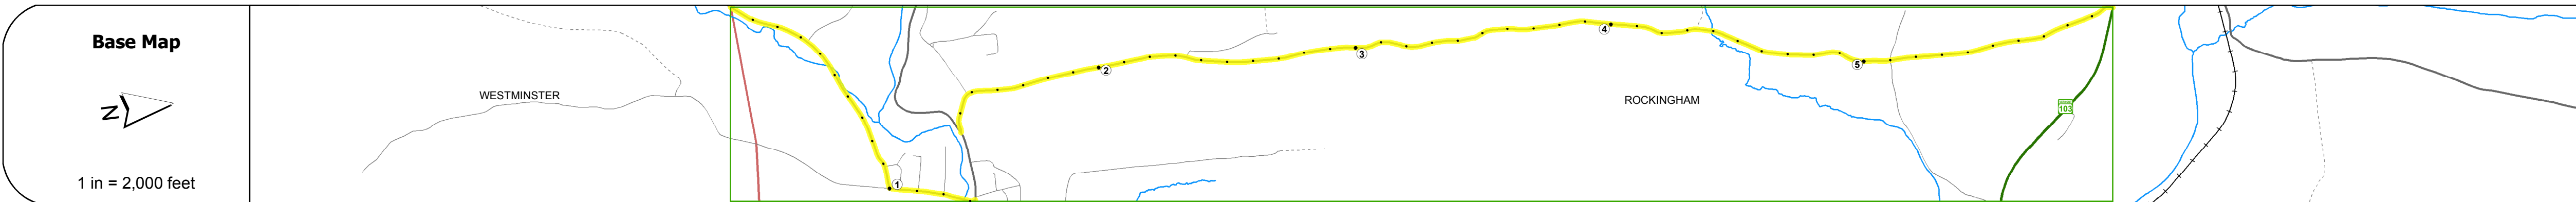 Base Map
N
1 in = 2,000 feet
WESTMINSTER
1
2
3
4
5
ROCKINGHAM
103